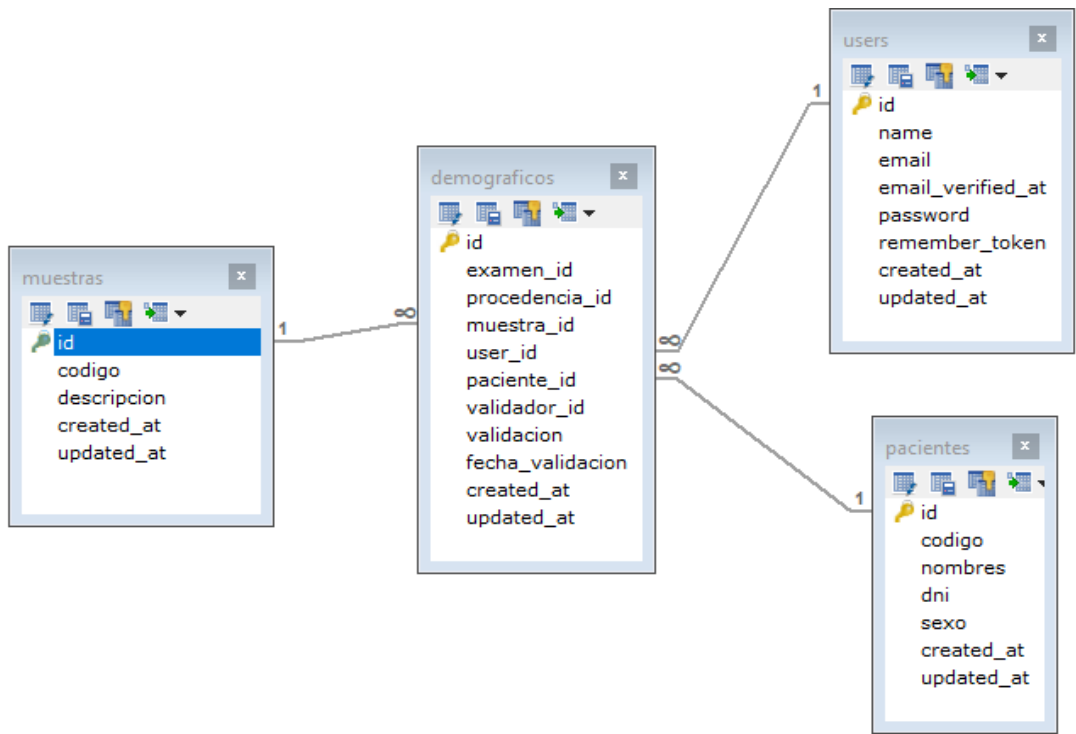 users
id
name
email
email_verified_at
password
remember_token
created_at
updated_at
demograficos
id
examen_id
procedencia_id
muestra_id
user_id
paciente_id
validador_id
validacion
fecha_validacion
created_at
updated_at
muestras
id
codigo
descripcion
created_at
updated_at
pacientes
id
codigo
nombres
dni
sexo
created_at
updated_at
1
∞
1
∞
∞
1